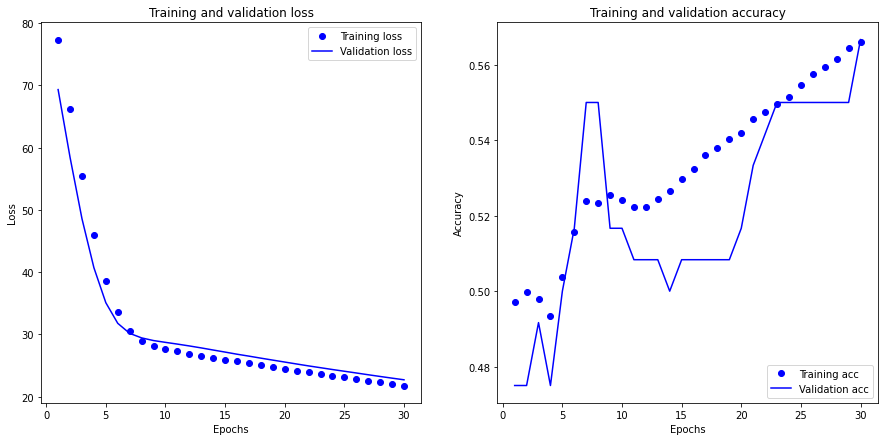 Training and validation loss
80
70
60
50
40
30
20
Loss
0
5
10
15
20
25
30
Epochs
Training loss
Validation loss
Training and validation accuracy
0.56
0.54
0.52
0.50
0.48
Accuracy
0
5
10
15
20
25
30
Epochs
Training acc
Validation acc